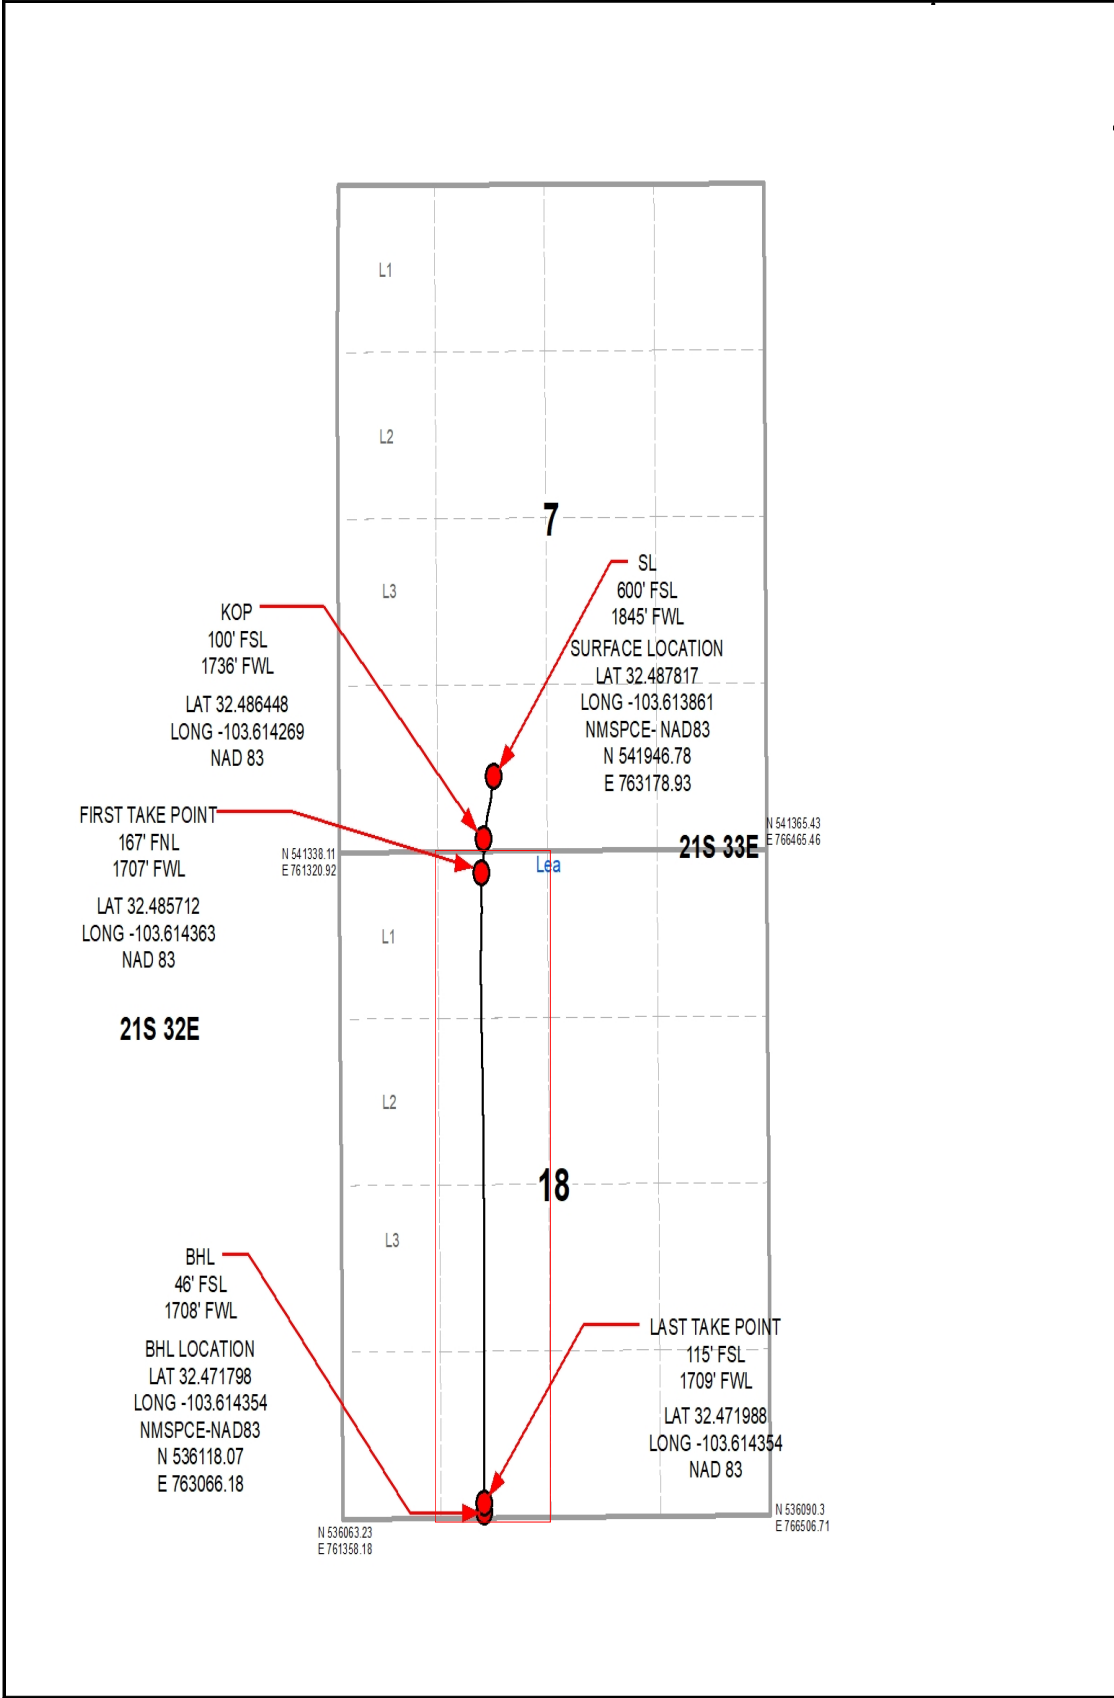 L1
L2
7
SL
600' FSL
1845' FWL
SURFACE LOCATION
LAT 32.487817
LONG -103.613861
NMSPCE- NAD83
N 541946.78
E 763178.93
L3
KOP
100' FSL
1736' FWL
LAT 32.486448
LONG -103.614269
NAD 83
FIRST TAKE POINT
167' FNL
1707' FWL
LAT 32.485712
LONG -103.614363
NAD 83
N 541338.11
E 761320.92
Lea
21S 33E
N 541365.43
E 766465.46
L1
21S 32E
L2
18
L3
BHL
46' FSL
1708' FWL
BHL LOCATION
LAT 32.471798
LONG -103.614354
NMSPCE-NAD83
N 536118.07
E 763066.18
LAST TAKE POINT
115' FSL
1709' FWL
LAT 32.471988
LONG -103.614354
NAD 83
N 536063.23
E 761358.18
N 536090.3
E 766506.71